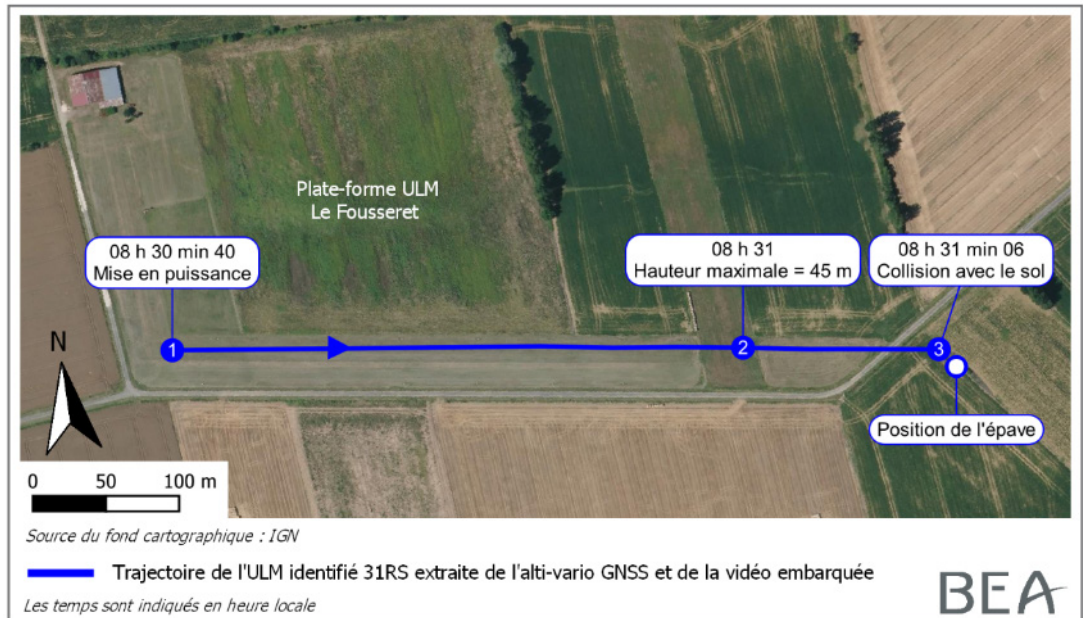 Plate-forme ULM
Le Fousseret
08 h 30 min 40
Mise en puissance
08 h 31
Hauteur maximale = 45 m
08 h 31 min 06
Collision avec le sol
1
2
3
Position de l'épave
N
0 50 100 m
Source du fond cartographique : IGN
Trajectoire de l'ULM identifié 31RS extraite de l'alti-vario GNSS et de la vidéo embarquée
Les temps sont indiqués en heure locale
BEA